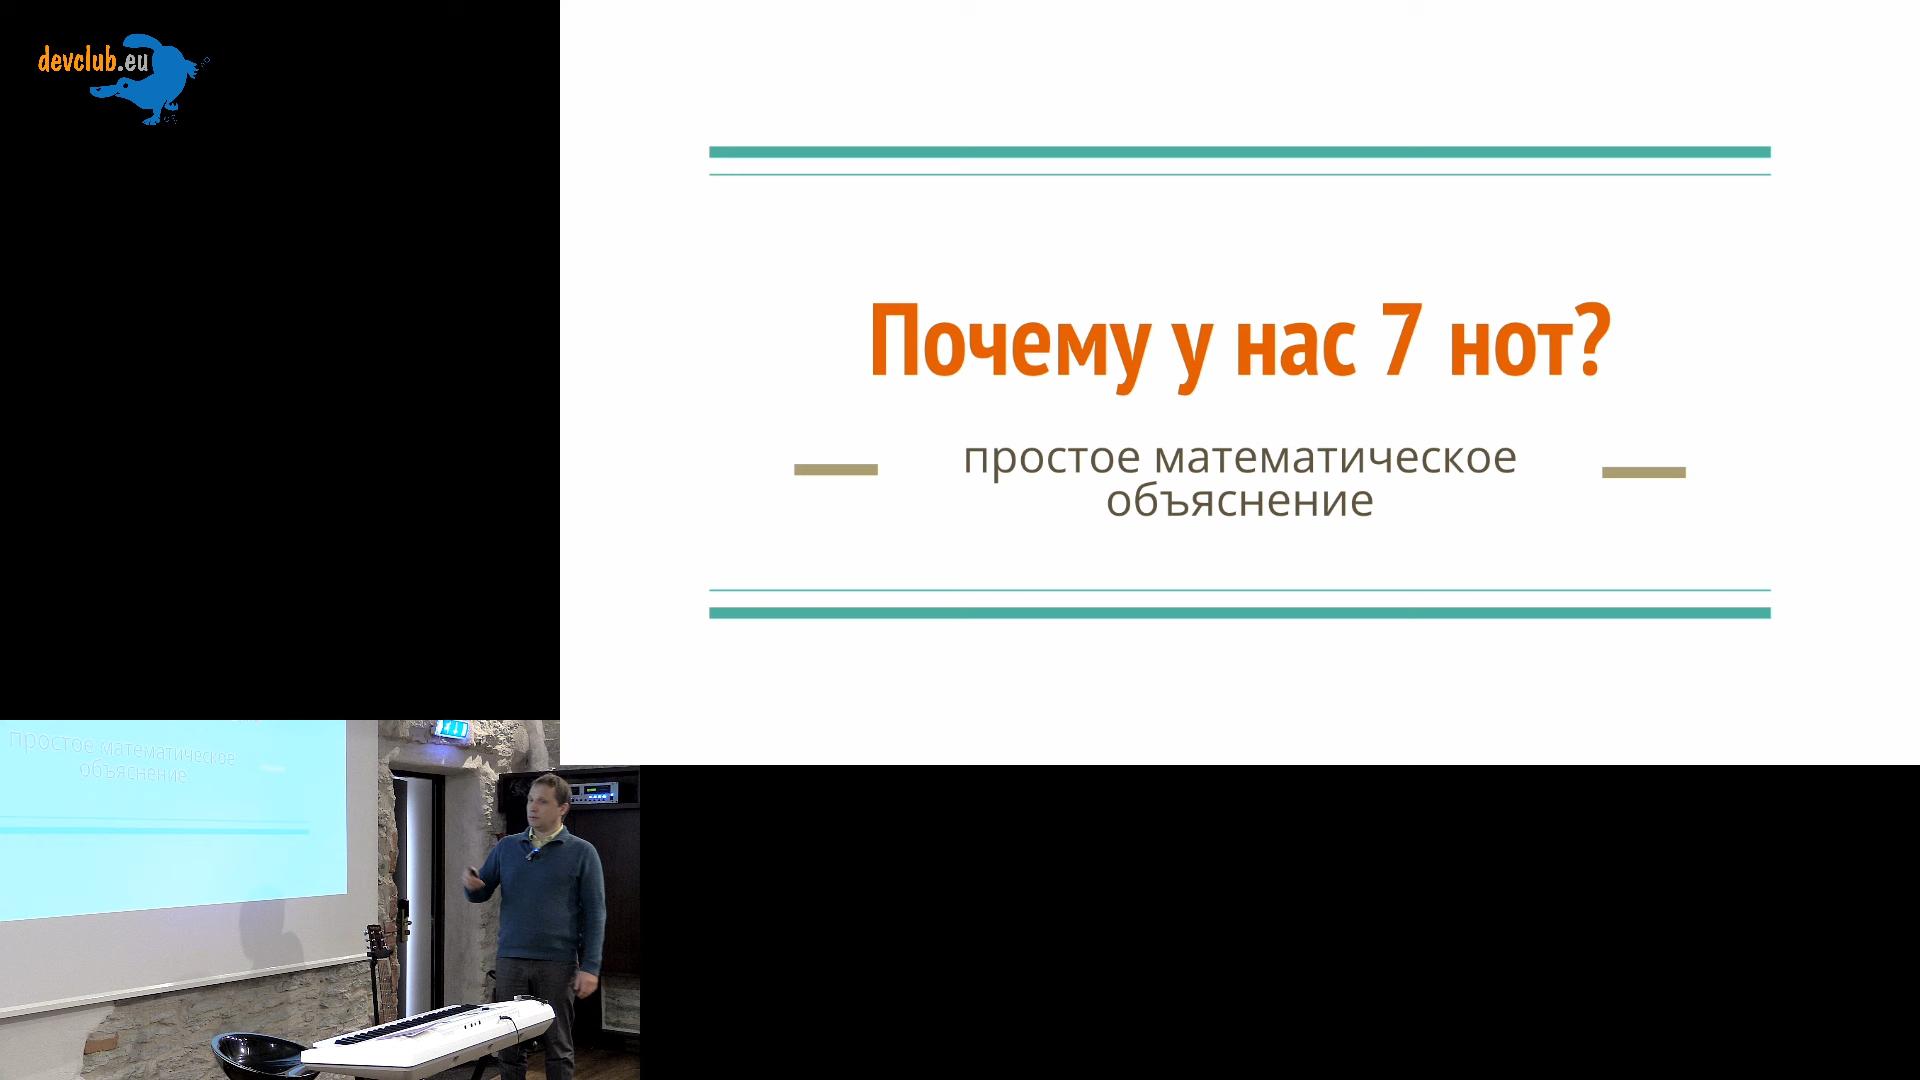 devclub.eu
Почему у нас 7 нот?
простое математическое
объяснение
простое математическое
объяснение